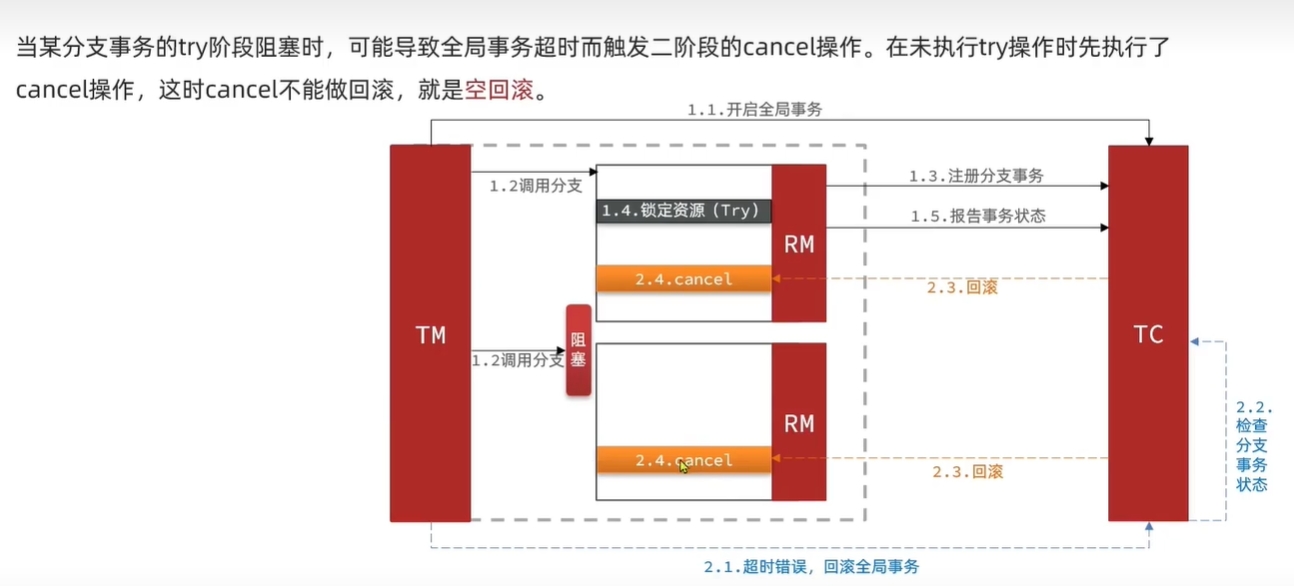 当某分支事务的try阶段阻塞时，可能导致全局事务超时而触发二阶段的cancel操作。在未执行try操作时先执行了
cancel操作，这时cancel不能做回滚，就是空回滚。
1.1.开启全局事务
1.2调用分支
1.3.注册分支事务
1.4.锁定资源（Try）
1.5.报告事务状态
RM
2.4.cancel
2.3.回滚
TM
TC
阻
塞
1.2调用分支
RM
2.4.cancel
2.3.回滚
2.2.
检查
分支
事务
状态
2.1.超时错误，回滚全局事务